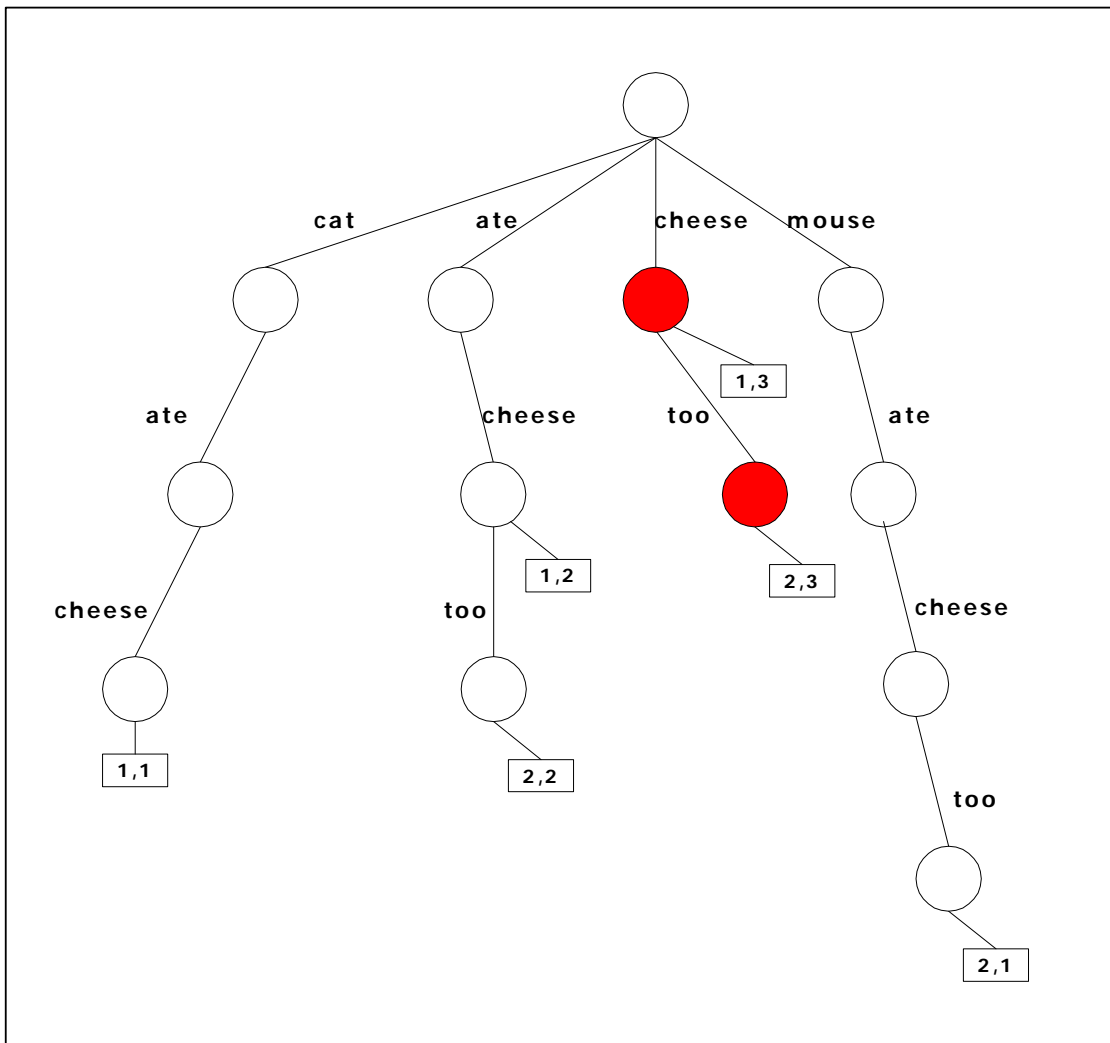 cat ate cheese mouse
1,3
ate cheese too ate
1,2 2,3
cheese too cheese
1,1 2,2
too
2,1